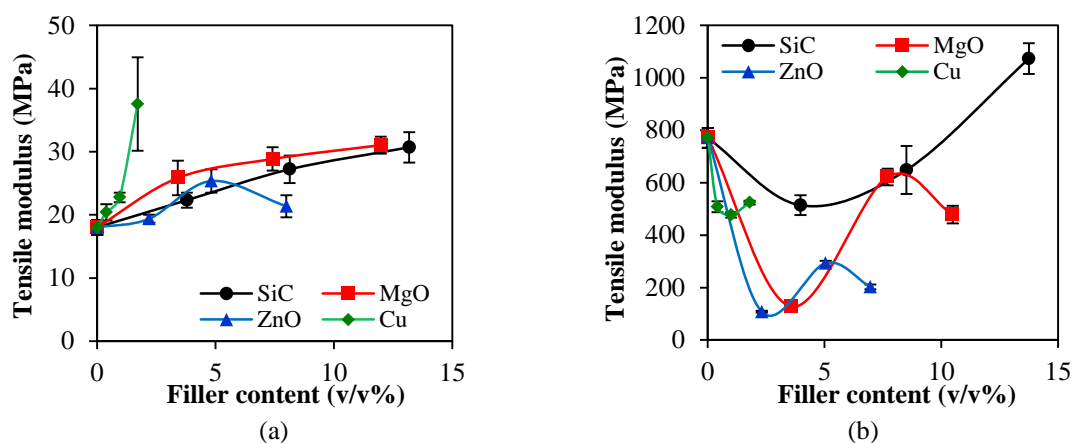 Tensile modulus (MPa)
50
40
30
20
10
0
SiC MgO
ZnO Cu
0 5 10 15
Filler content (v/v%)
(a)
Tensile modulus (MPa)
1200
1000
800
600
400
200
0
SiC MgO
ZnO Cu
0 5 10 15
Filler content (v/v%)
(b)